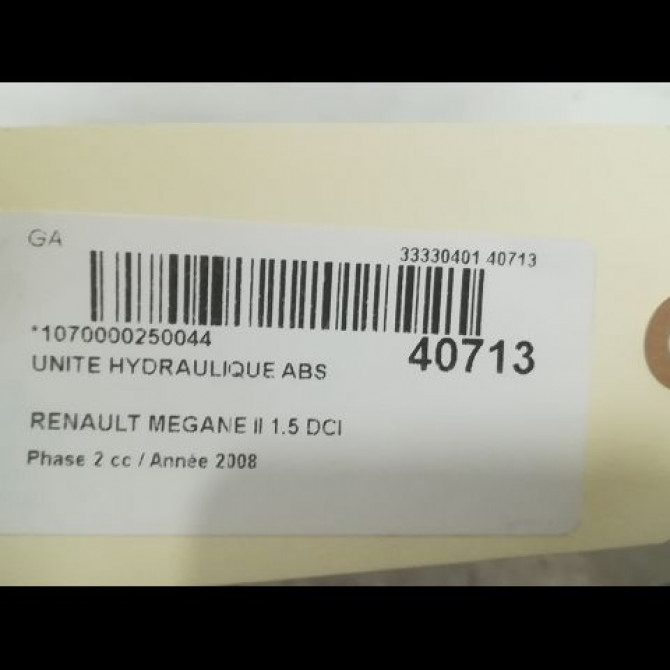 GA
33330401 40713
*1070000250044
40713
UNITE HYDRAULIQUE ABS
RENAULT MEGANE II 1.5 DCI
Phase 2 cc / Année 2008